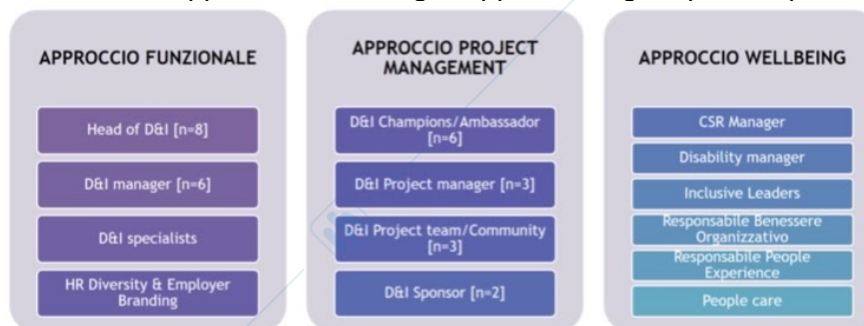 APPROCCIO FUNZIONALE
Head of D&I [n=8]
D&I manager [n=6]
D&I specialists
HR Diversity & Employer
Branding
APPROCCIO PROJECT
MANAGEMENT
D&I Champions/Ambassador
[n=6]
D&I Project manager [n=3]
D&I Project team/Community
[n=3]
D&I Sponsor [n=2]
APPROCCIO WELLBEING
CSR Manager
Disability manager
Inclusive Leaders
Responsabile Benessere
Organizzativo
Responsabile People
Experience
People care